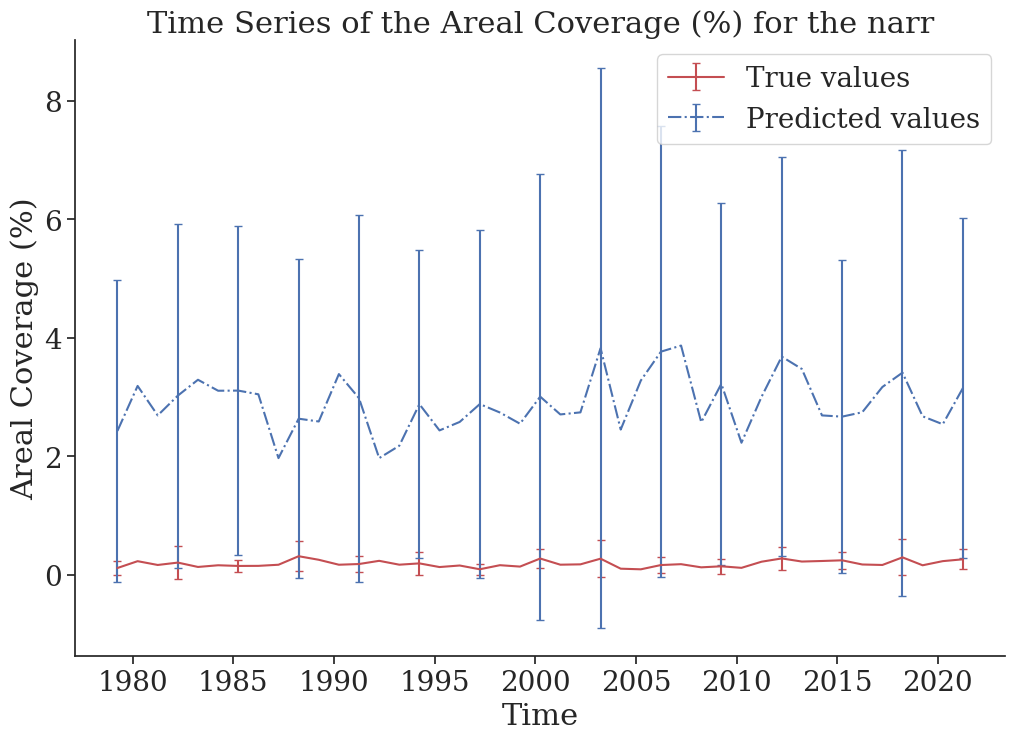 Time Series of the Areal Coverage (%) for the narr
True values
Predicted values
Areal Coverage (%)
8
6
4
2
0
1980 1985 1990 1995 2000 2005 2010 2015 2020
Time